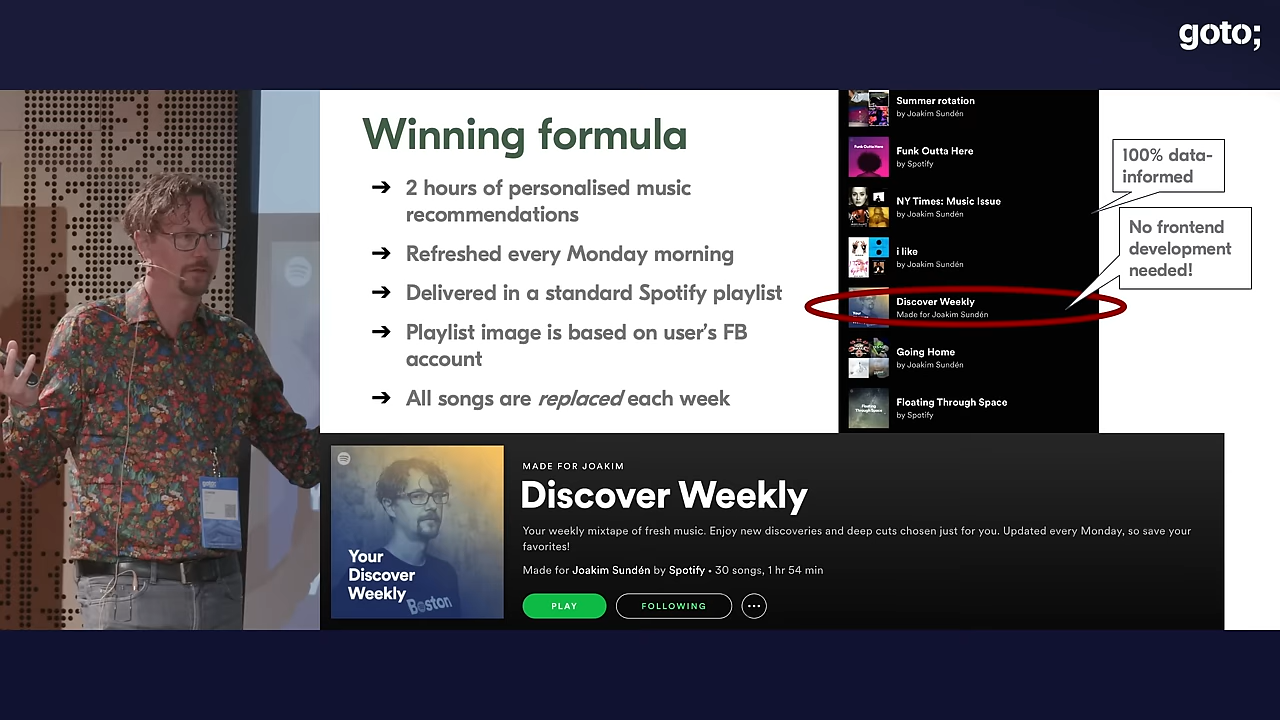 goto;
Winning formula
➔ 2 hours of personalised music
recommendations
➔ Refreshed every Monday morning
➔ Delivered in a standard Spotify playlist
➔ Playlist image is based on user’s FB
account
➔ All songs are replaced each week
Summer rotation
by Joakim Sundén
Funk Outta Here
Funk Outta Here
by Spotify
NY Times: Music Issue
by Joakim Sundén
i like
by Joakim Sundén
Discover Weekly
Made for Joakim Sundén
Going Home
by Joakim Sundén
Floating Through Space
by Spotify
100% data-
informed
No frontend
development
needed!
Your
Discover
Weekly
Boston
MADE FOR JOAKIM
Discover Weekly
Your weekly mixtape of fresh music. Enjoy new discoveries and deep cuts chosen just for you. Updated every Monday, so save your
favorites!
Made for Joakim Sundén by Spotify • 30 songs, 1 hr 54 min
PLAY
FOLLOWING